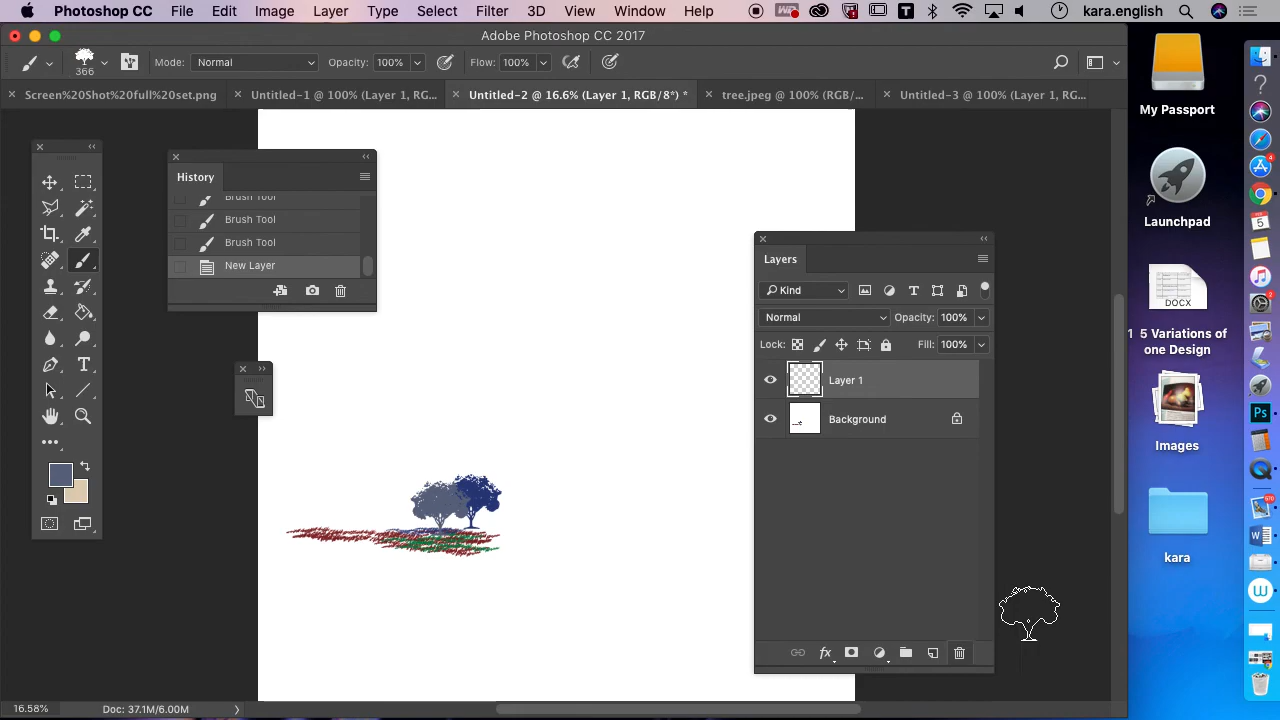 Photoshop CC File Edit Image Layer Type Select Filter 3D View Window Help kara.english
Adobe Photoshop CC 2017
366 Mode: Normal Opacity: 100% Flow: 100%
Screen%20Shot%20full%20set.png Untitled-1 @ 100% (Layer 1, RG... Untitled-2 @ 16.6% (Layer 1, RGB/8*) * tree.jpeg @ 100% (RGB/... Untitled-3 @ 100% (Layer 1, RG...
My Passport
History
Brush Tool
Brush Tool
Brush Tool
New Layer
Launchpad
Layers
Kind
Normal Opacity: 100%
Lock: Fill: 100%
Layer 1
Background
DOCX
1 5 Variations of
one Design
Images
kara
Ps
W
16.58% Doc: 37.1M/6.00M